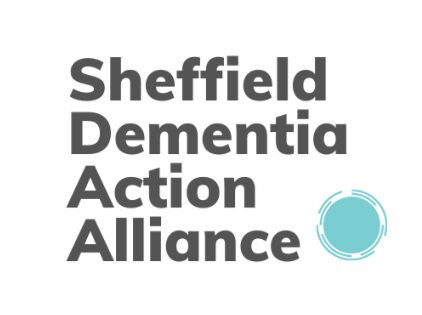 Sheffield
Dementia
Action
Alliance